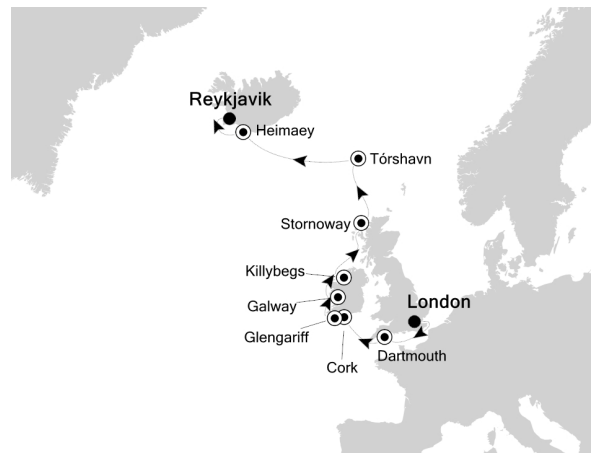 Reykjavik
Heimaey
Tórshavn
Stornoway
Killybegs
Galway
London
Glengariff
Dartmouth
Cork